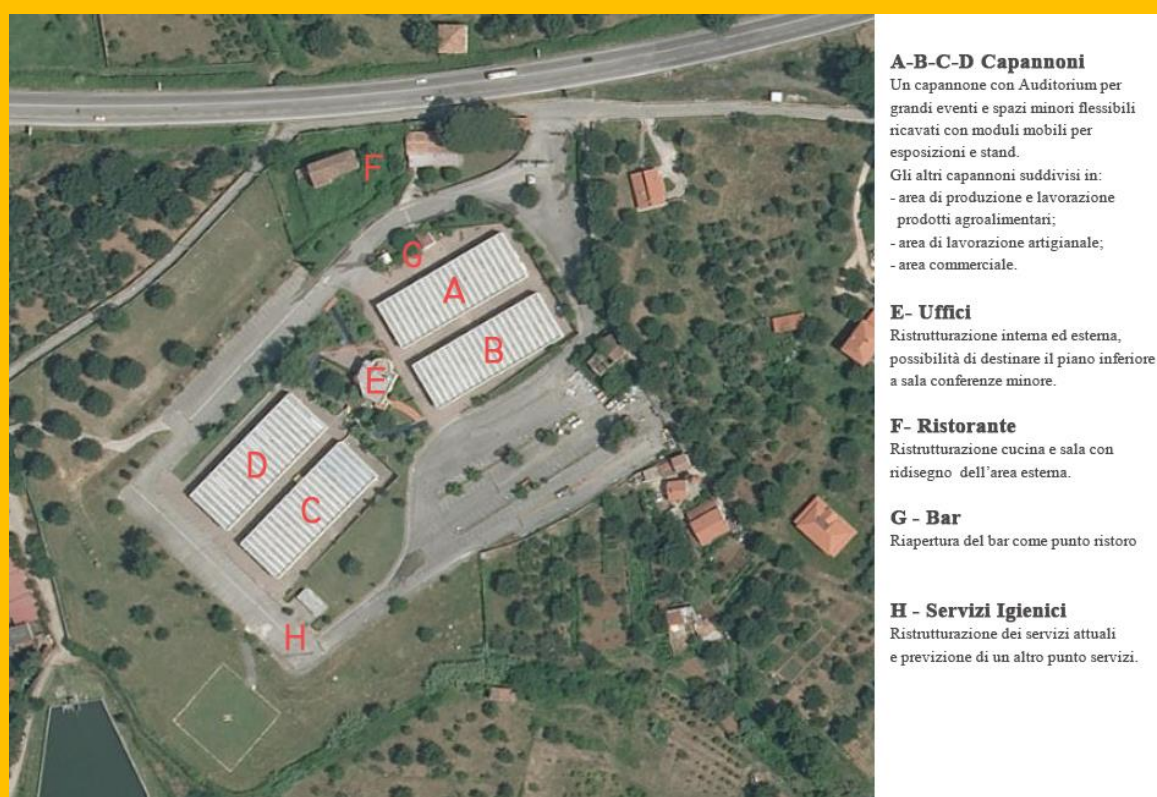 F
G
A
B
E
D
C
H
A-B-C-D Capannoni
Un capannone con Auditorium per
grandi eventi e spazi minori flessibili
ricavati con moduli mobili per
esposizioni e stand.
Gli altri capannoni suddivisi in:
- area di produzione e lavorazione
prodotti agroalimentari;
- area di lavorazione artigianale;
- area commerciale.
E- Uffici
Ristrutturazione interna ed esterna,
possibilità di destinare il piano inferiore
a sala conferenze minore.
F- Ristorante
Ristrutturazione cucina e sala con
ridisegno dell'area esterna.
G - Bar
Riapertura del bar come punto ristoro
H - Servizi Igienici
Ristrutturazione dei servizi attuali
e previzione di un altro punto servizi.